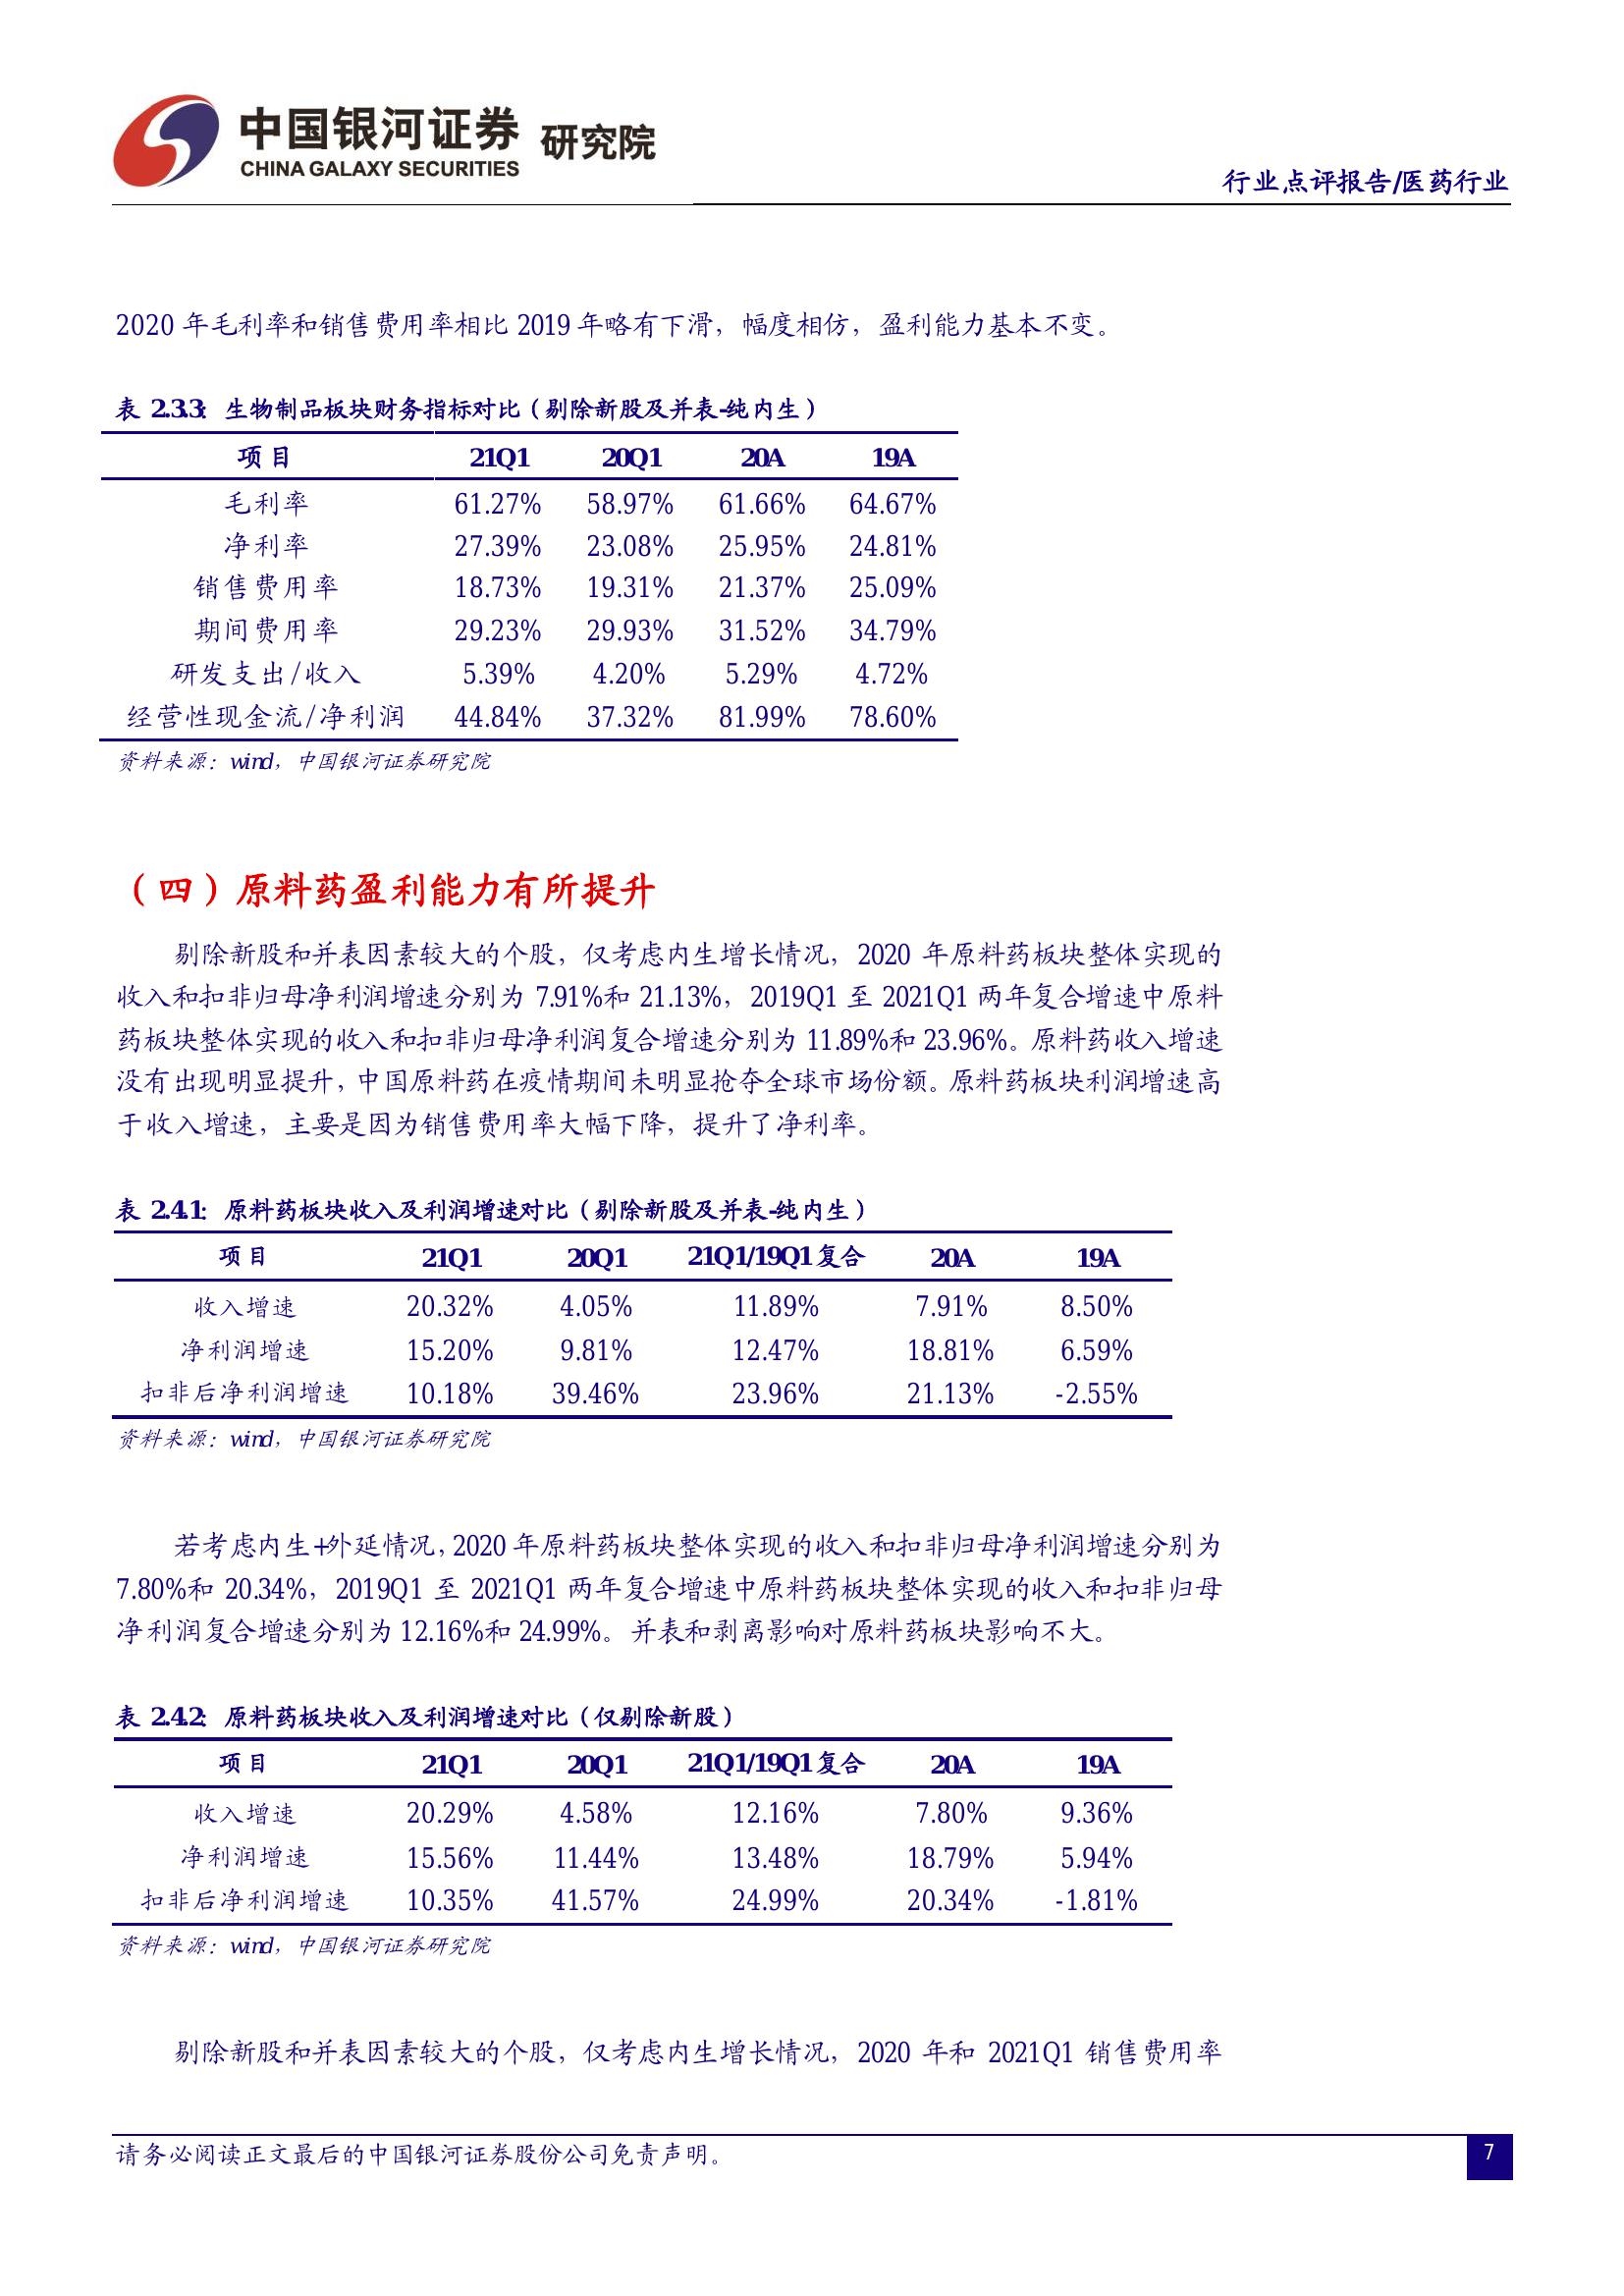 中国银河证券 研究院
CHINA GALAXY SECURITIES
行业点评报告/医药行业
2020 年毛利率和销售费用率相比 2019 年略有下滑，幅度相仿，盈利能力基本不变。
表 2.3.3: 生物制品板块财务指标对比（剔除新股及并表-纯内生）
项目 21Q1 20Q1 20A 19A
毛利率 61.27% 58.97% 61.66% 64.67%
净利率 27.39% 23.08% 25.95% 24.81%
销售费用率 18.73% 19.31% 21.37% 25.09%
期间费用率 29.23% 29.93% 31.52% 34.79%
研发支出/收入 5.39% 4.20% 5.29% 4.72%
经营性现金流/净利润 44.84% 37.32% 81.99% 78.60%
资料来源：wind，中国银河证券研究院
（四）原料药盈利能力有所提升
剔除新股和并表因素较大的个股，仅考虑内生增长情况，2020 年原料药板块整体实现的
收入和扣非归母净利润增速分别为 7.91%和 21.13%，2019Q1 至 2021Q1 两年复合增速中原料
药板块整体实现的收入和扣非归母净利润复合增速分别为 11.89%和 23.96%。原料药收入增速
没有出现明显提升，中国原料药在疫情期间未明显抢夺全球市场份额。原料药板块利润增速高
于收入增速，主要是因为销售费用率大幅下降，提升了净利率。
表 2.4.1: 原料药板块收入及利润增速对比（剔除新股及并表-纯内生）
项目 21Q1 20Q1 21Q1/19Q1 复合 20A 19A
收入增速 20.32% 4.05% 11.89% 7.91% 8.50%
净利润增速 15.20% 9.81% 12.47% 18.81% 6.59%
扣非后净利润增速 10.18% 39.46% 23.96% 21.13% -2.55%
资料来源：wind，中国银河证券研究院
若考虑内生+外延情况，2020 年原料药板块整体实现的收入和扣非归母净利润增速分别为
7.80%和 20.34%，2019Q1 至 2021Q1 两年复合增速中原料药板块整体实现的收入和扣非归母
净利润复合增速分别为 12.16%和 24.99%。并表和剥离影响对原料药板块影响不大。
表 2.4.2: 原料药板块收入及利润增速对比（仅剔除新股）
项目 21Q1 20Q1 21Q1/19Q1 复合 20A 19A
收入增速 20.29% 4.58% 12.16% 7.80% 9.36%
净利润增速 15.56% 11.44% 13.48% 18.79% 5.94%
扣非后净利润增速 10.35% 41.57% 24.99% 20.34% -1.81%
资料来源：wind，中国银河证券研究院
剔除新股和并表因素较大的个股，仅考虑内生增长情况，2020 年和 2021Q1 销售费用率
请务必阅读正文最后的中国银河证券股份公司免责声明。
7